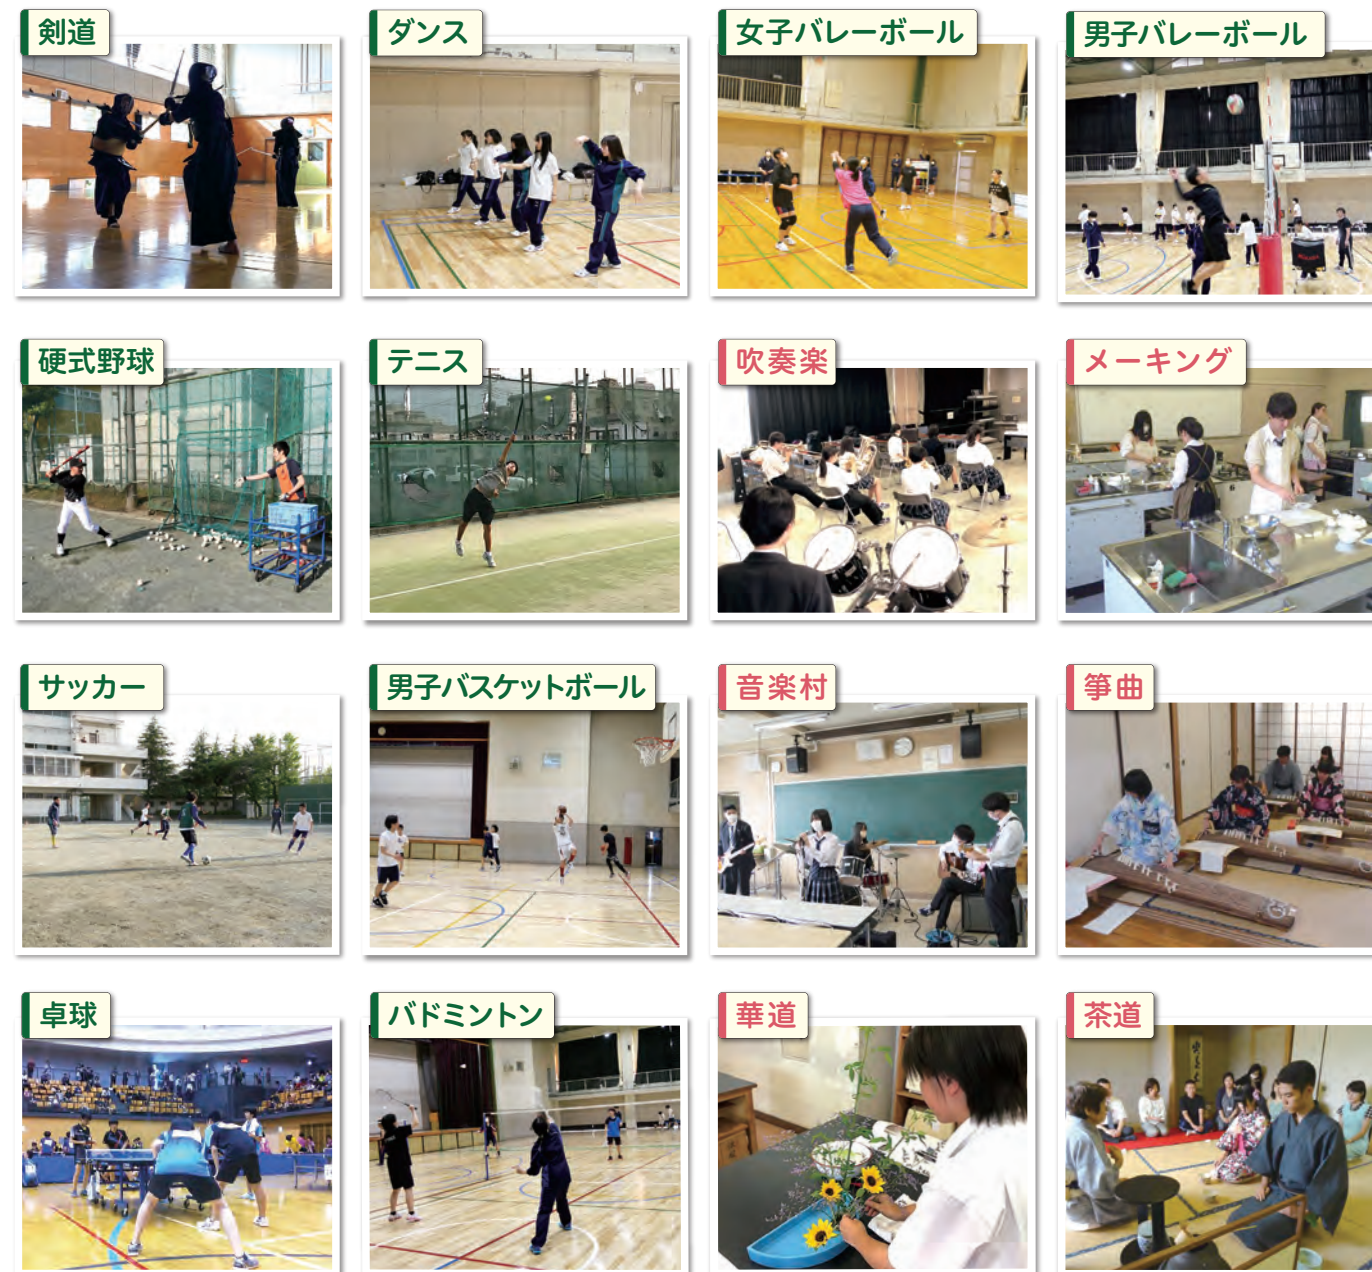 剣道
ダンス
女子バレーボール
男子バレーボール
硬式野球
テニス
吹奏楽
メーキング
サッカー
男子バスケットボール
音楽村
箏曲
卓球
バドミントン
華道
茶道